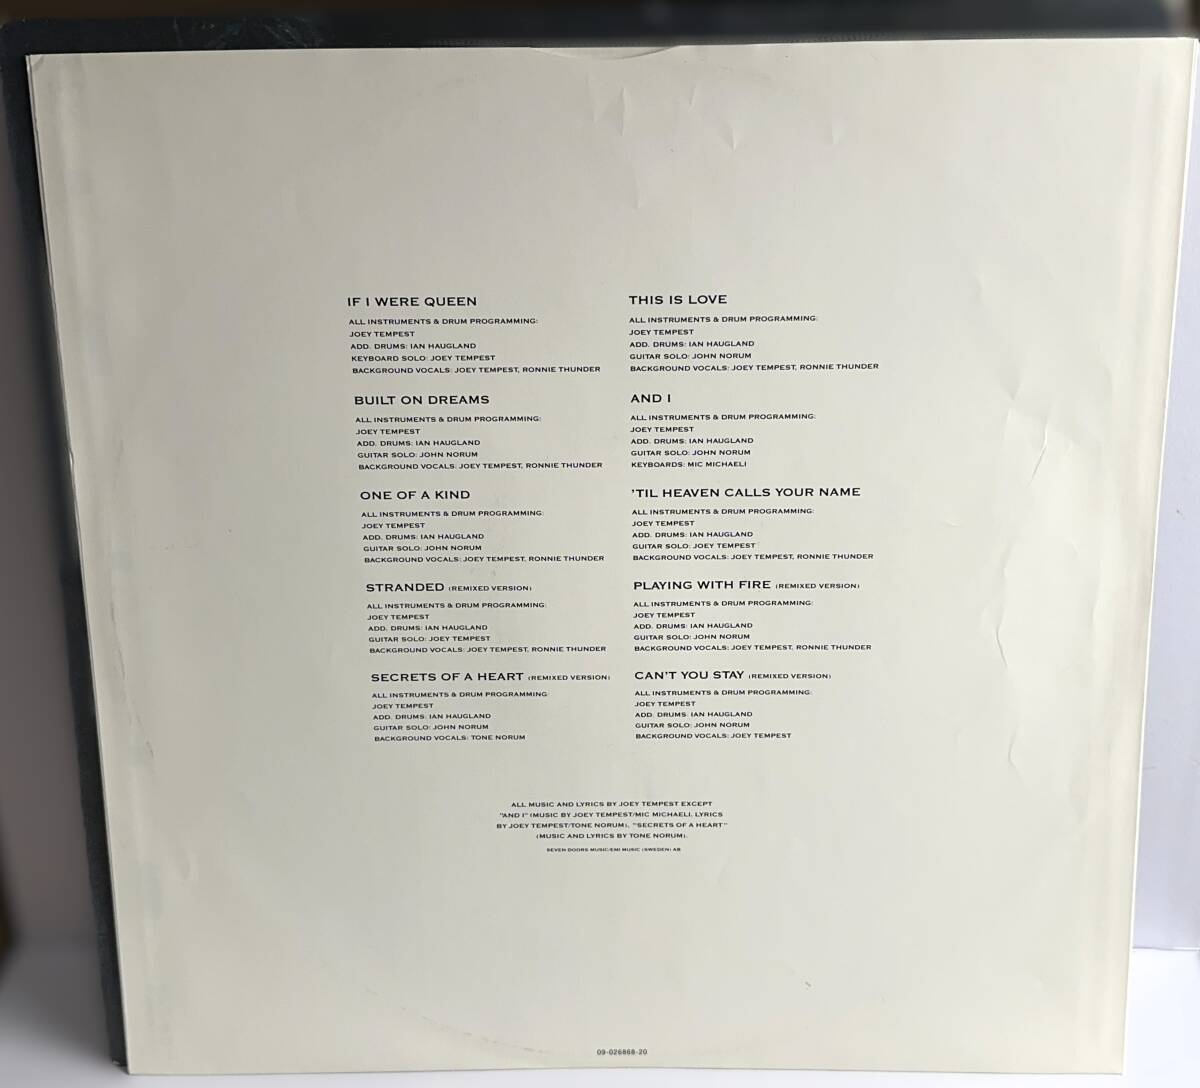 IF I WERE QUEEN
ALL INSTRUMENTS & DRUM PROGRAMMING:
JOEY TEMPEST
ADD. DRUMS: IAN HAUGLAND
KEYBOARD SOLO: JOEY TEMPEST
BACKGROUND VOCALS: JOEY TEMPEST, RONNIE THUNDER
BUILT ON DREAMS
ALL INSTRUMENTS & DRUM PROGRAMMING:
JOEY TEMPEST
ADD. DRUMS: IAN HAUGLAND
GUITAR SOLO: JOHN NORUM
BACKGROUND VOCALS: JOEY TEMPEST, RONNIE THUNDER
ONE OF A KIND
ALL INSTRUMENTS & DRUM PROGRAMMING:
JOEY TEMPEST
ADD. DRUMS: IAN HAUGLAND
GUITAR SOLO: JOHN NORUM
BACKGROUND VOCALS: JOEY TEMPEST, RONNIE THUNDER
STRANDED (REMIXED VERSION)
ALL INSTRUMENTS & DRUM PROGRAMMING:
JOEY TEMPEST
ADD. DRUMS: IAN HAUGLAND
GUITAR SOLO: JOEY TEMPEST
BACKGROUND VOCALS: JOEY TEMPEST, RONNIE THUNDER
SECRETS OF A HEART (REMIXED VERSION)
ALL INSTRUMENTS & DRUM PROGRAMMING:
JOEY TEMPEST
ADD. DRUMS: IAN HAUGLAND
GUITAR SOLO: JOHN NORUM
BACKGROUND VOCALS: TONE NORUM
THIS IS LOVE
ALL INSTRUMENTS & DRUM PROGRAMMING:
JOEY TEMPEST
ADD. DRUMS: IAN HAUGLAND
GUITAR SOLO: JOHN NORUM
BACKGROUND VOCALS: JOEY TEMPEST, RONNIE THUNDER
AND I
ALL INSTRUMENTS & DRUM PROGRAMMING:
JOEY TEMPEST
ADD. DRUMS: IAN HAUGLAND
GUITAR SOLO: JOHN NORUM
KEYBOARDS: MIC MICHAELI
'TIL HEAVEN CALLS YOUR NAME
ALL INSTRUMENTS & DRUM PROGRAMMING:
JOEY TEMPEST
ADD. DRUMS: IAN HAUGLAND
GUITAR SOLO: JOEY TEMPEST
BACKGROUND VOCALS: JOEY TEMPEST, RONNIE THUNDER
PLAYING WITH FIRE (REMIXED VERSION)
ALL INSTRUMENTS & DRUM PROGRAMMING:
JOEY TEMPEST
ADD. DRUMS: IAN HAUGLAND
GUITAR SOLO: JOHN NORUM
BACKGROUND VOCALS: JOEY TEMPEST, RONNIE THUNDER
CAN'T YOU STAY (REMIXED VERSION)
ALL INSTRUMENTS & DRUM PROGRAMMING:
JOEY TEMPEST
ADD. DRUMS: IAN HAUGLAND
GUITAR SOLO: JOHN NORUM
BACKGROUND VOCALS: JOEY TEMPEST
ALL MUSIC AND LYRICS BY JOEY TEMPEST EXCEPT
"AND I" (MUSIC BY JOEY TEMPEST/MIC MICHAELI, LYRICS
BY JOEY TEMPEST/TONE NORUM), "SECRETS OF A HEART"
(MUSIC AND LYRICS BY TONE NORUM).
SEVEN DOORS MUSIC/EMI MUSIC (SWEDEN) AB
09-026868-20